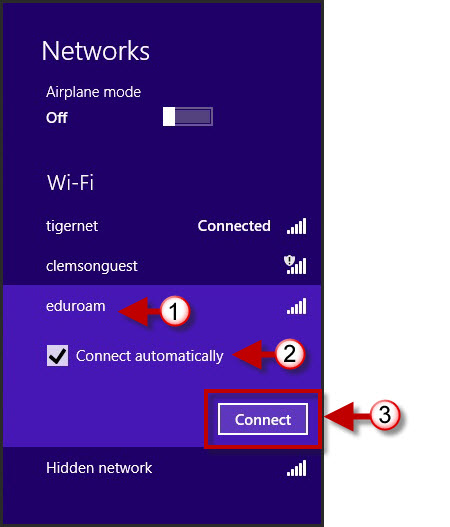 Networks
Airplane mode
Off
Wi-Fi
tigernet Connected
clemsonguest
eduroam 1
Connect automatically 2
Connect 3
Hidden network